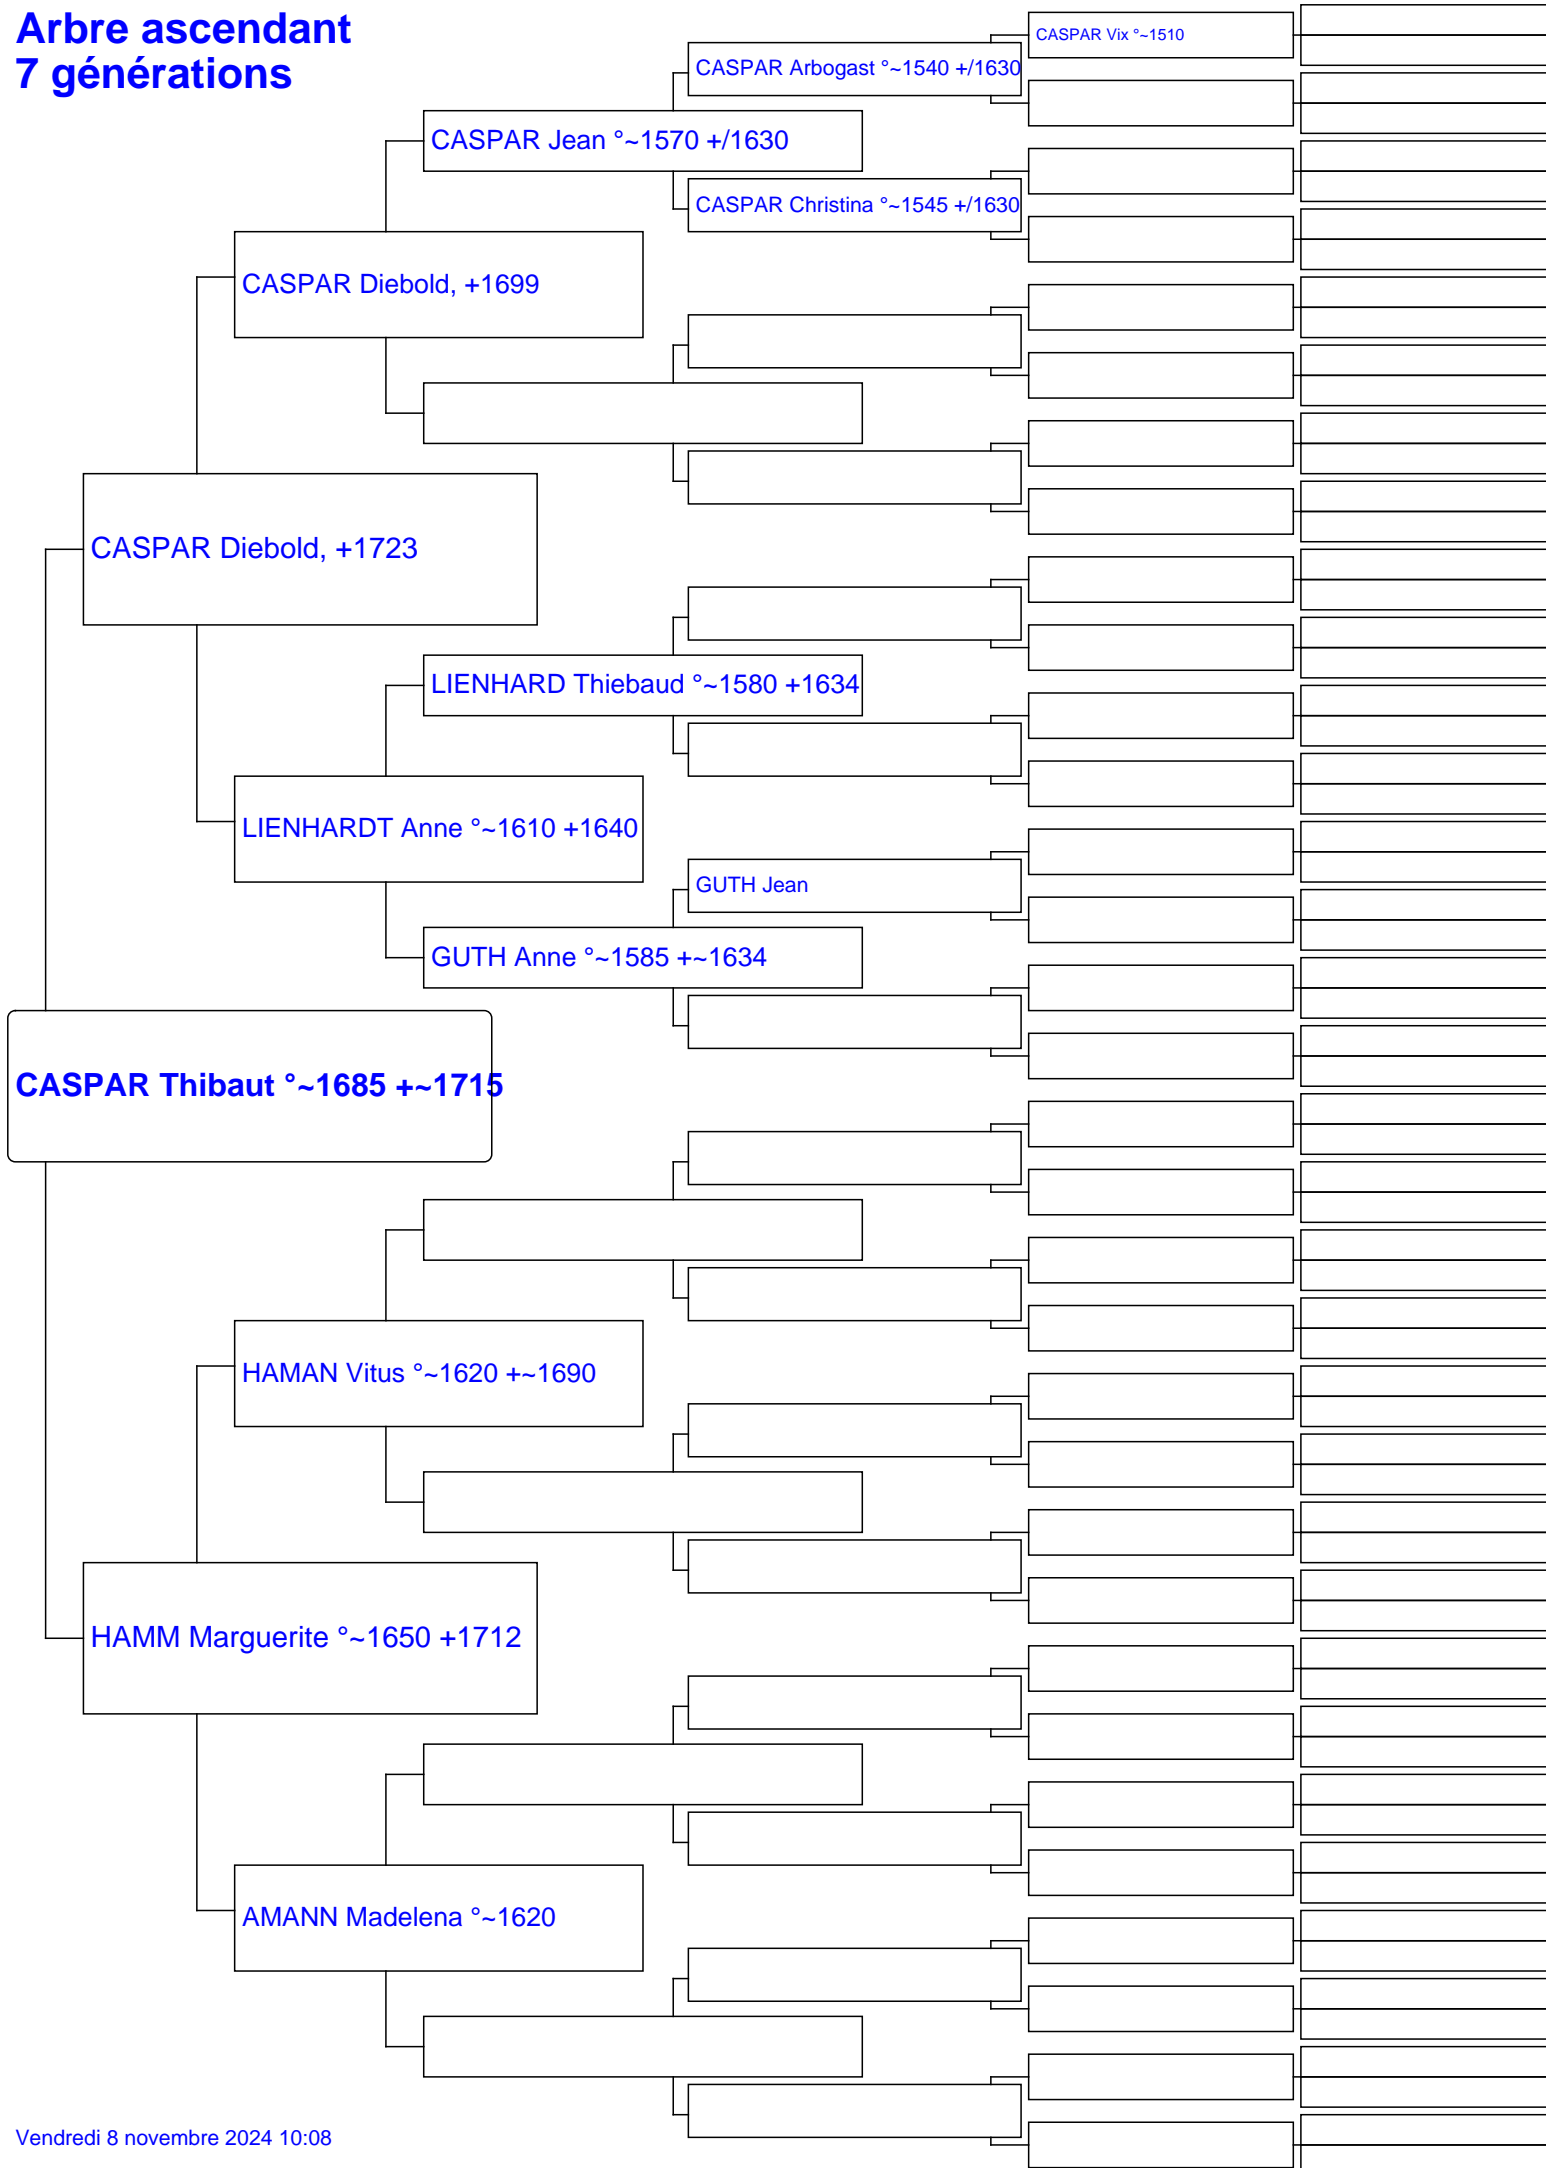 Arbre ascendant
7 générations
CASPAR Vix °~1510
CASPAR Arbogast °~1540 +/1630
CASPAR Jean °~1570 +/1630
CASPAR Christina °~1545 +/1630
CASPAR Diebold, +1699
CASPAR Diebold, +1723
LIENHARD Thiebaud °~1580 +1634
LIENHARDT Anne °~1610 +1640
GUTH Jean
GUTH Anne °~1585 +~1634
CASPAR Thibaut °~1685 +~1715
HAMAN Vitus °~1620 +~1690
HAMM Marguerite °~1650 +1712
AMANN Madelena °~1620
Vendredi 8 novembre 2024 10:08